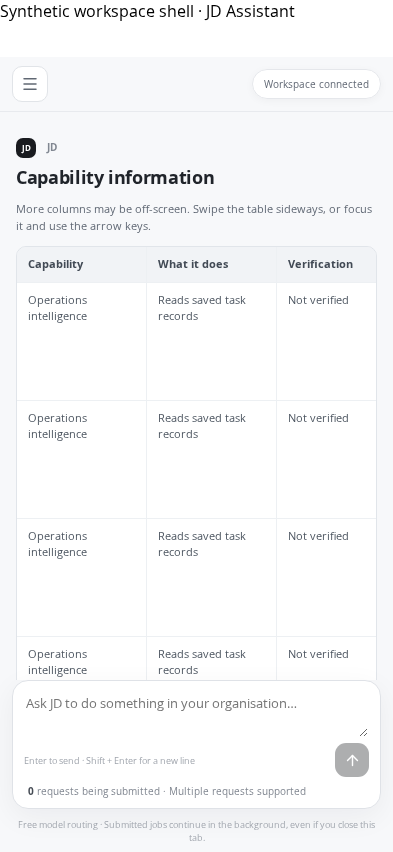 Synthetic workspace shell · JD Assistant
Workspace connected
JD JD
Capability information
More columns may be off-screen. Swipe the table sideways, or focus
it and use the arrow keys.
Capability What it does Verification
Operations Reads saved task Not verified
intelligence records
Operations Reads saved task Not verified
intelligence records
Operations Reads saved task Not verified
intelligence records
Operations Reads saved task Not verified
intelligence records
Ask JD to do something in your organisation...
Enter to send · Shift + Enter for a new line
0 requests being submitted · Multiple requests supported
Free model routing · Submitted jobs continue in the background, even if you close this
tab.